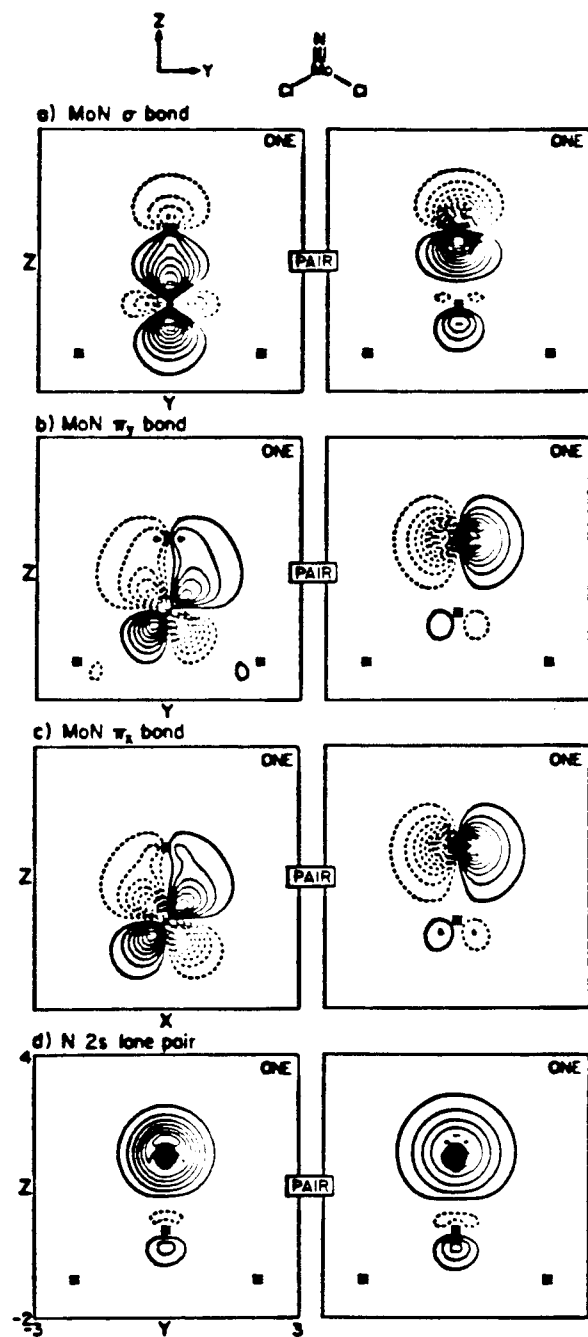 Z
Y
N
Mo
Cl Cl
a) MoN σ bond
ONE
ONE
Z
PAIR
Y
b) MoN πy bond
ONE
ONE
Z
PAIR
Y
c) MoN πx bond
ONE
ONE
Z
PAIR
X
d) N 2s lone pair
4
ONE
ONE
Z
PAIR
-2
-3 Y 3